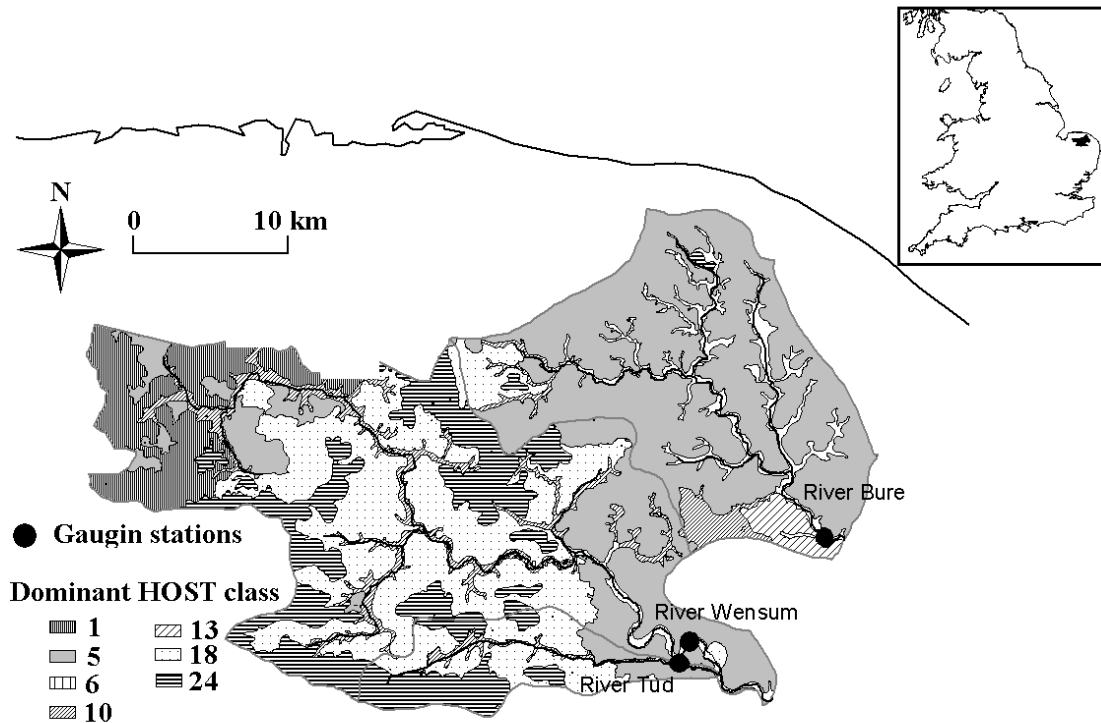 N
0 10 km
River Bure
Gaugin stations
River Wensum
Dominant HOST class
River Tud
1 13
5 18
6 24
10